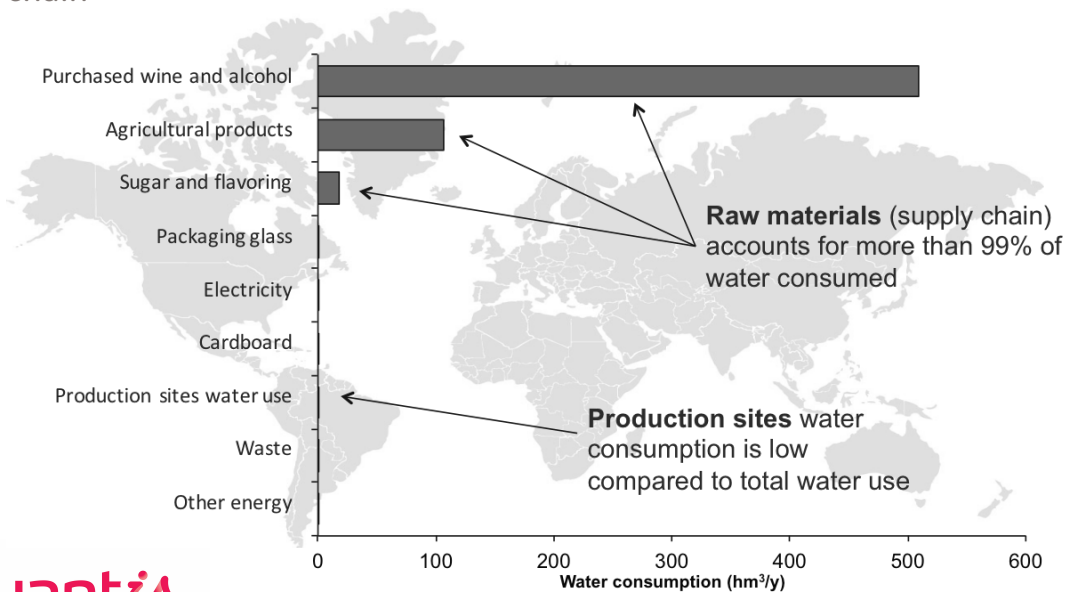 Purchased wine and alcohol
Agricultural products
Sugar and flavoring
Packaging glass
Electricity
Cardboard
Production sites water use
Waste
Other energy
Raw materials (supply chain)
accounts for more than 99% of
water consumed
Production sites water
consumption is low
compared to total water use
0 100 200 300 400 500 600
Water consumption (hm³/y)